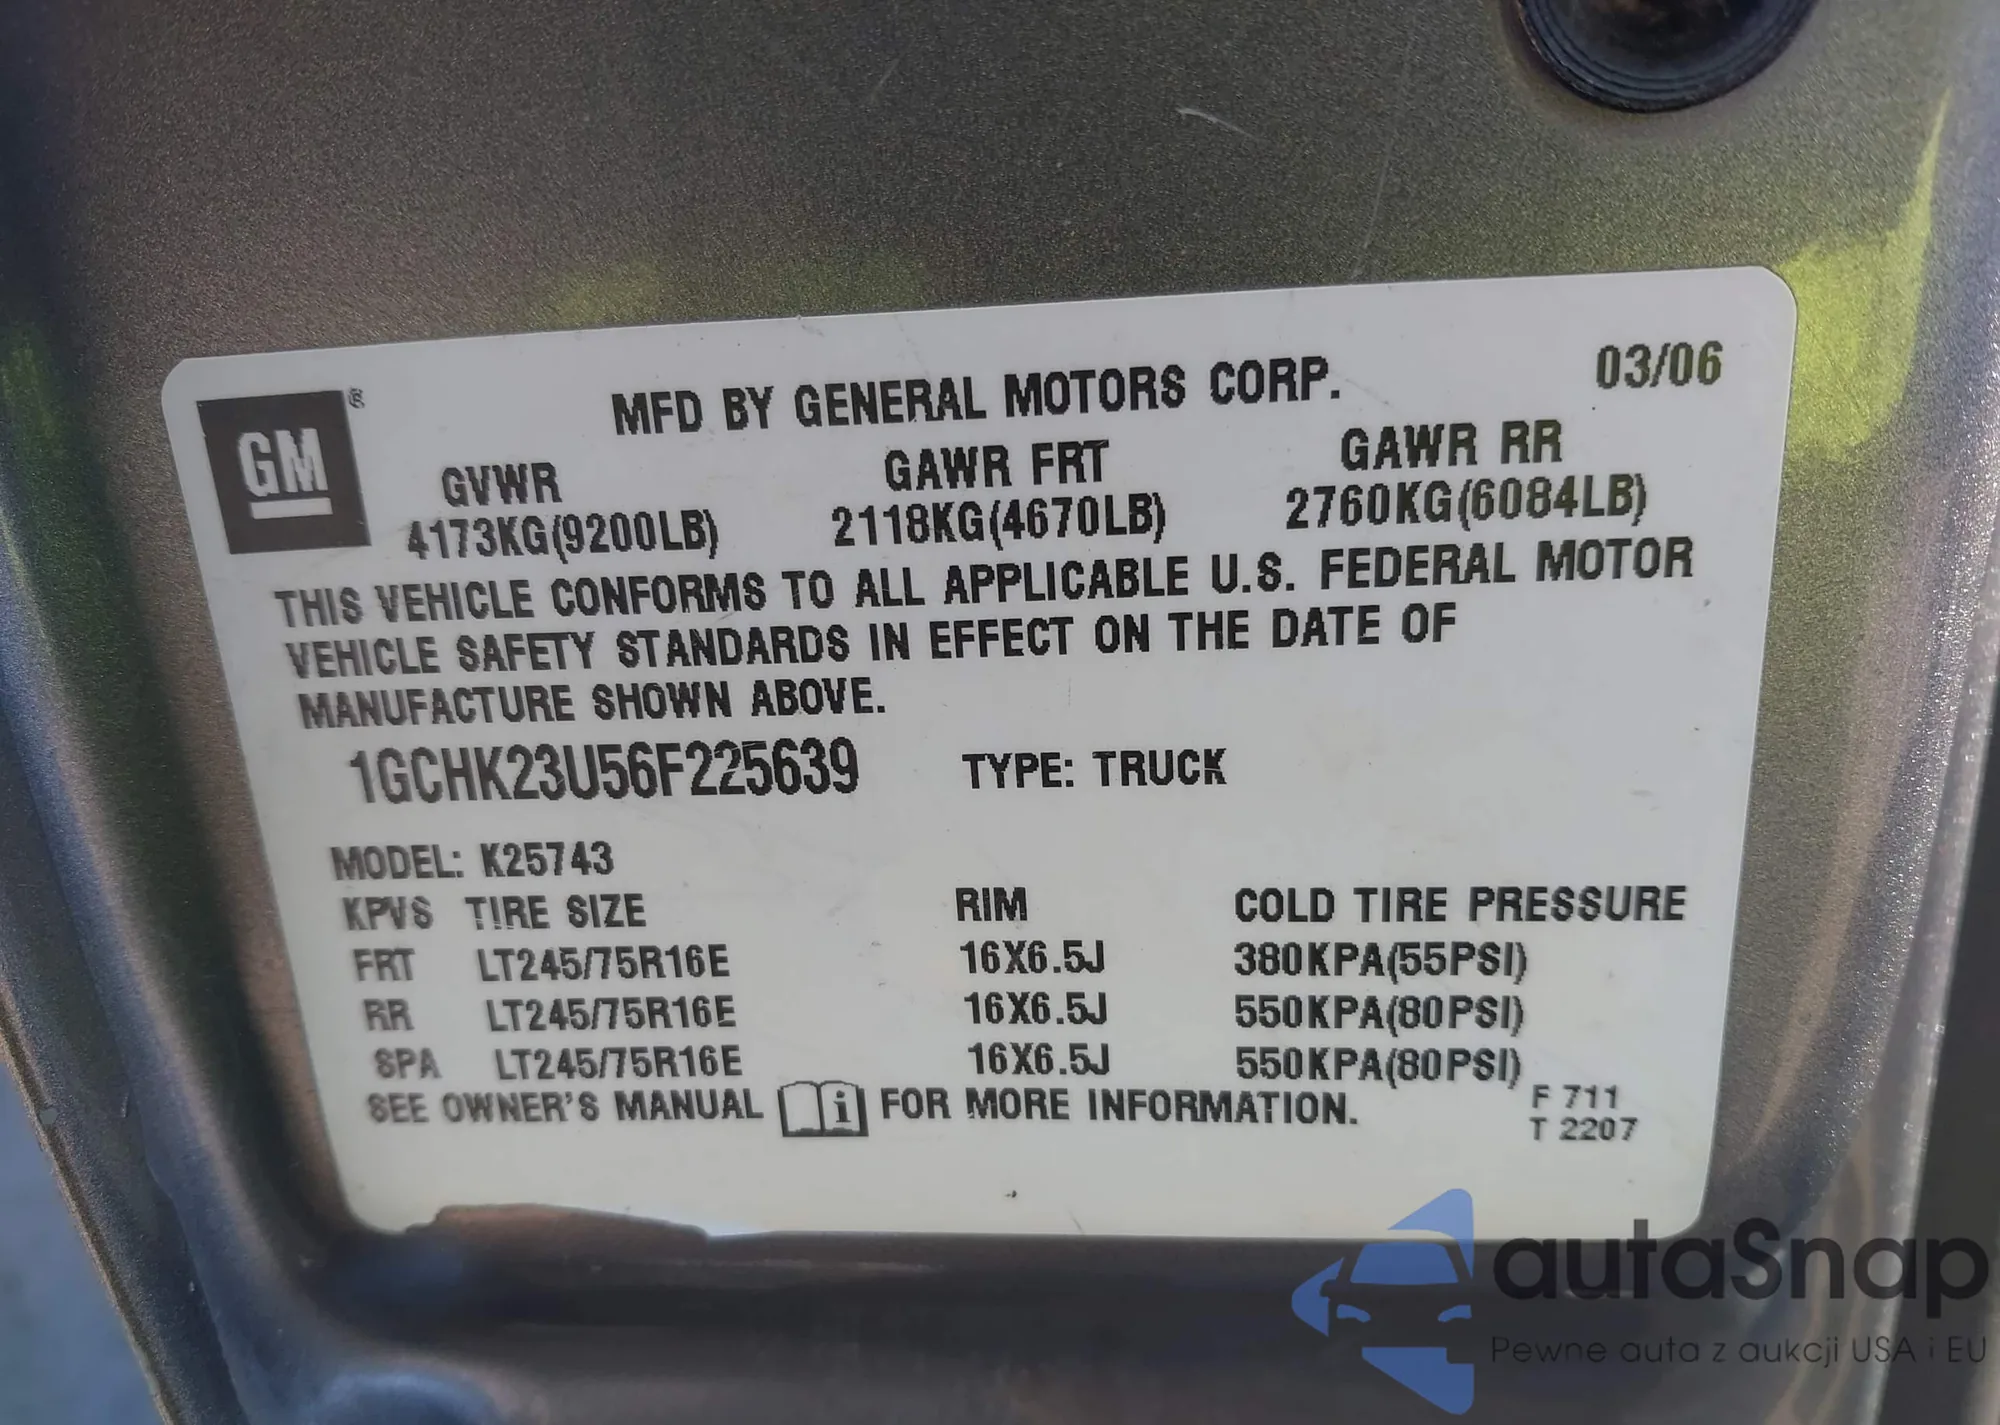 GM ®
MFD BY GENERAL MOTORS CORP. 03/06
GVWR GAWR FRT GAWR RR
4173KG(9200LB) 2118KG(4670LB) 2760KG(6084LB)
THIS VEHICLE CONFORMS TO ALL APPLICABLE U.S. FEDERAL MOTOR
VEHICLE SAFETY STANDARDS IN EFFECT ON THE DATE OF
MANUFACTURE SHOWN ABOVE.
1GCHK23U56F225639 TYPE: TRUCK
MODEL: K25743
KPVS TIRE SIZE RIM COLD TIRE PRESSURE
FRT LT245/75R16E 16X6.5J 380KPA(55PSI)
RR LT245/75R16E 16X6.5J 550KPA(80PSI)
SPA LT245/75R16E 16X6.5J 550KPA(80PSI)
SEE OWNER'S MANUAL i FOR MORE INFORMATION.
F 711
T 2207
autaSnap
Pewne auta z aukcji USA i EU